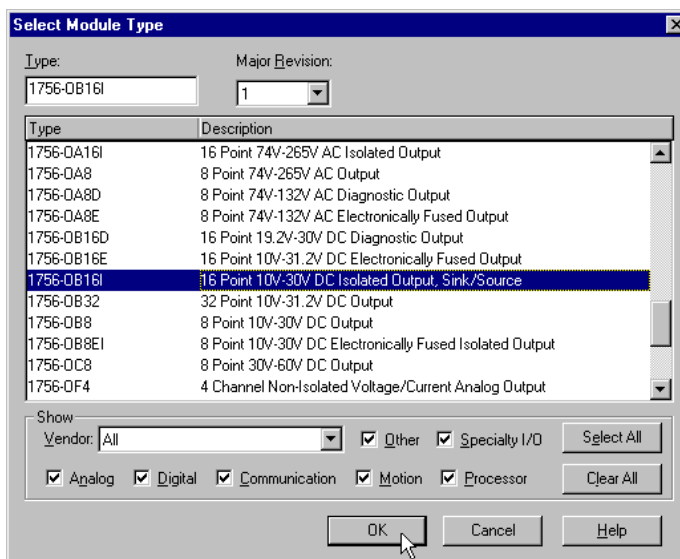 Select Module Type
Type: Major Revision:
1756-OB16I 1
Type Description
1756-OA16I 16 Point 74V-265V AC Isolated Output
1756-OA8 8 Point 74V-265V AC Output
1756-OA8D 8 Point 74V-132V AC Diagnostic Output
1756-OA8E 8 Point 74V-132V AC Electronically Fused Output
1756-OB16D 16 Point 19.2V-30V DC Diagnostic Output
1756-OB16E 16 Point 10V-31.2V DC Electronically Fused Output
1756-OB16I 16 Point 10V-30V DC Isolated Output, Sink/Source
1756-OB32 32 Point 10V-31.2V DC Output
1756-OB8 8 Point 10V-30V DC Output
1756-OB8EI 8 Point 10V-30V DC Electronically Fused Isolated Output
1756-OC8 8 Point 30V-60V DC Output
1756-OF4 4 Channel Non-Isolated Voltage/Current Analog Output
Show
Vendor: All Other Specialty I/O Select All
Analog Digital Communication Motion Processor Clear All
OK Cancel Help